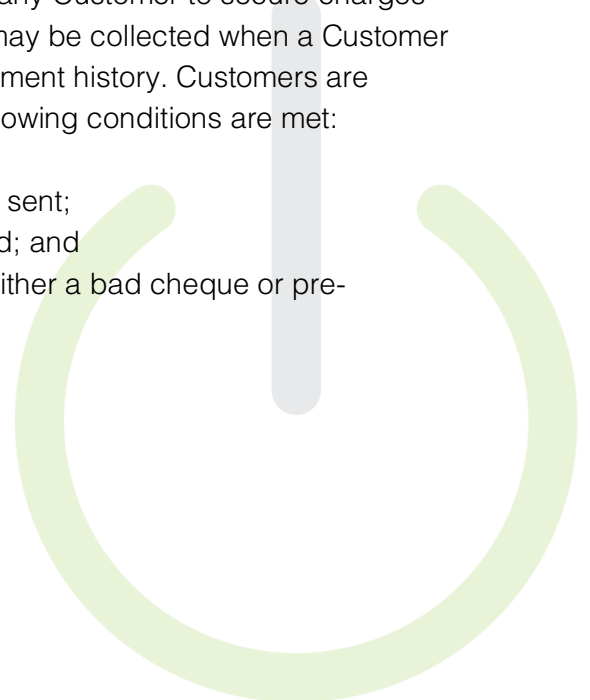 any Customer to secure charges
may be collected when a Customer
ment history. Customers are
owing conditions are met:
sent;
d; and
ither a bad cheque or pre-